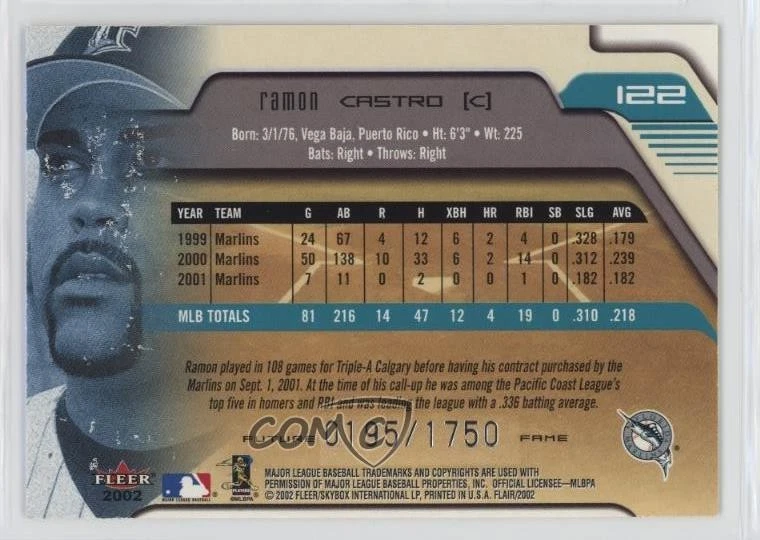 122
Ramon CASTRO [C]
Born: 3/1/76, Vega Baja, Puerto Rico • Ht: 6'3" • Wt: 225
Bats: Right • Throws: Right
YEAR TEAM G AB R H XBH HR RBI SB SLG AVG
1999 Marlins 24 67 4 12 6 2 4 0 .328 .179
2000 Marlins 50 138 10 33 6 2 14 0 .312 .239
2001 Marlins 7 11 0 2 0 0 1 0 .182 .182
MLB TOTALS 81 216 14 47 12 4 19 0 .310 .218
Ramon played in 108 games for Triple-A Calgary before having his contract purchased by the
Marlins on Sept. 1, 2001. At the time of his call-up he was among the Pacific Coast League's
top five in homers and RBI and was leading the league with a .336 batting average.
FUTURE 0195/1750 FAME
COMC
FLEER
2002
MAJOR LEAGUE BASEBALL TRADEMARKS AND COPYRIGHTS ARE USED WITH
PERMISSION OF MAJOR LEAGUE BASEBALL PROPERTIES, INC. OFFICIAL LICENSEE—MLBPA
© 2002 FLEER/SKYBOX INTERNATIONAL LP, PRINTED IN U.S.A. FLAIR/2002